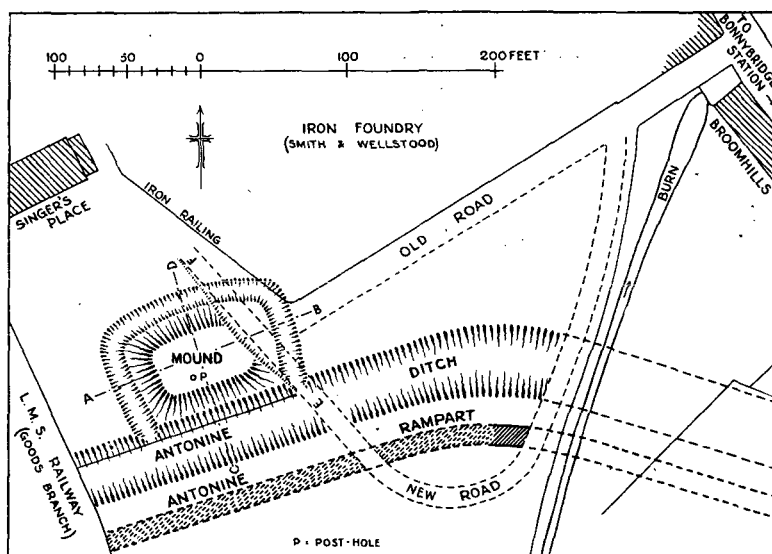 100 50 0 100 200 FEET
TO
BONNYBRIDGE
STATION
IRON FOUNDRY
(SMITH & WELLSTOOD)
BROOMHILLS
SINGER'S
PLACE
IRON RAILING
OLD ROAD
BURN
D
E
B
MOUND
P
A
DITCH
ANTONINE
RAMPART
C
ANTONINE
NEW ROAD
L. M. S. RAILWAY
(GOODS BRANCH)
P = POST-HOLE